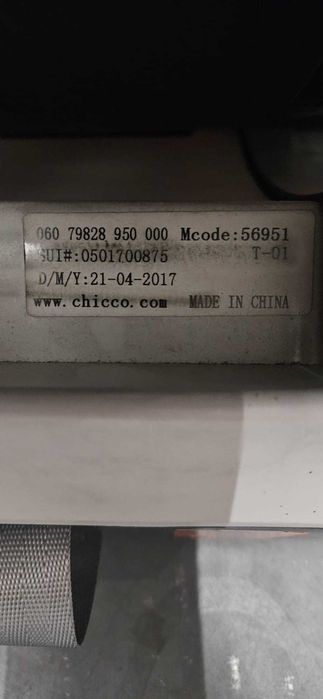 060 79828 950 000 Mcode:56951
SUI#:0501700875 T-01
D/M/Y:21-04-2017
www.chicco.com MADE IN CHINA